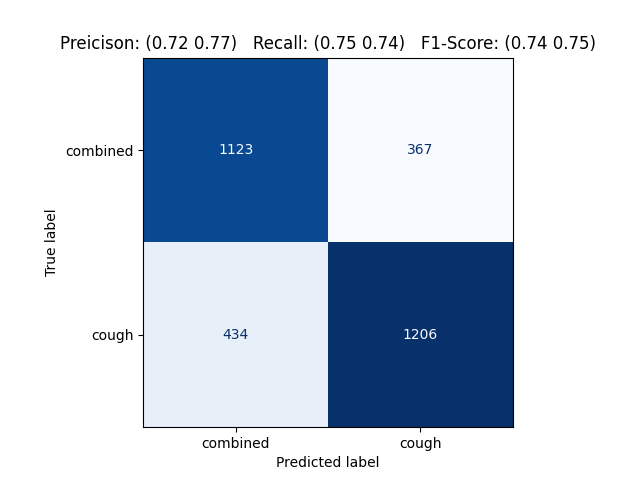 Preicison: (0.72 0.77) Recall: (0.75 0.74) F1-Score: (0.74 0.75)
combined
1123
367
True label
cough
434
1206
combined
cough
Predicted label